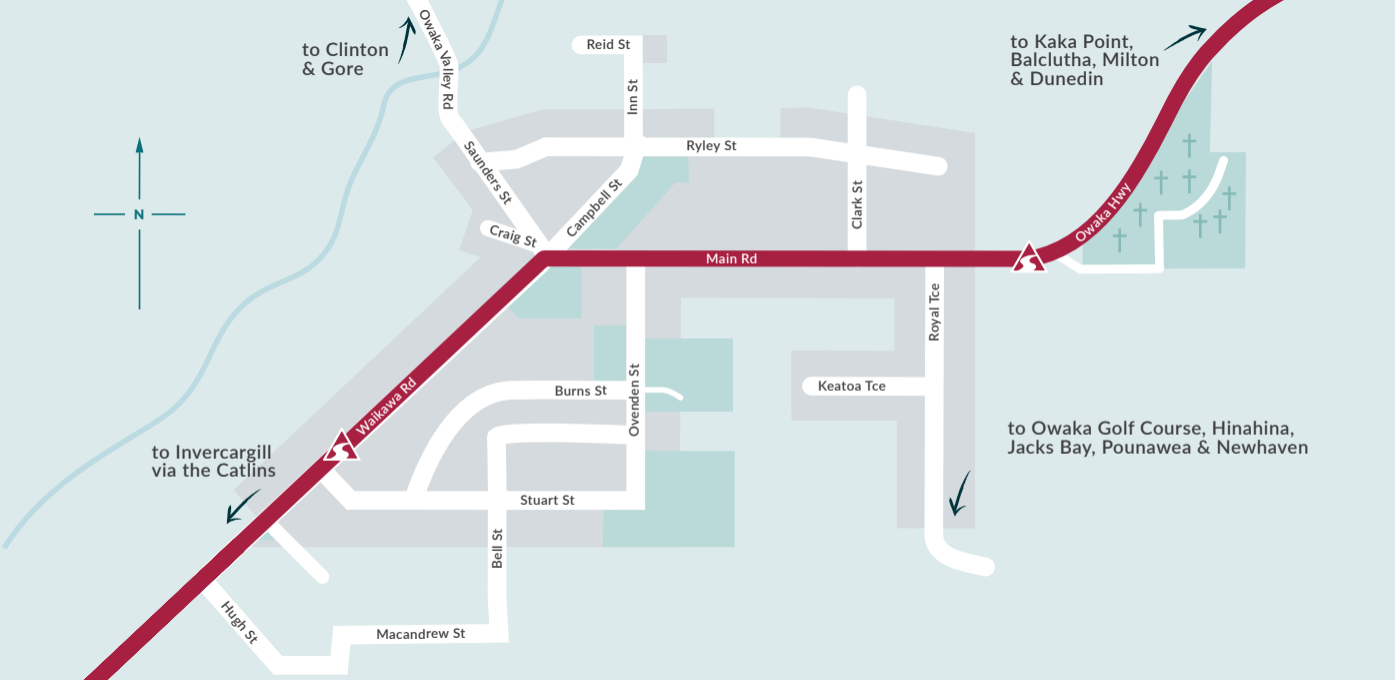 to Clinton
& Gore
Owaka Valley Rd
Reid St
Inn St
to Kaka Point,
Balclutha, Milton
& Dunedin
Saunders St
Ryley St
Campbell St
Clark St
Craig St
N
Owaka Hwy
Main Rd
Royal Tce
Waikawa Rd
Burns St
Ovenden St
Keatoa Tce
to Owaka Golf Course, Hinahina,
Jacks Bay, Pounawea & Newhaven
to Invercargill
via the Catlins
Stuart St
Bell St
Hugh St
Macandrew St